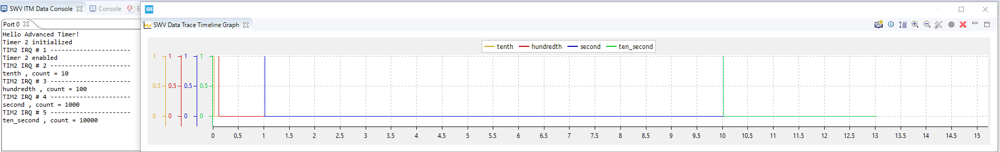 SWV ITM Data Console
Console
E
IDE
SWV Data Trace Timeline Graph
Port 0
Hello Advanced Timer!
Timer 2 initialized
TIM2 IRQ # 1 ----------------------
Timer 2 enabled
TIM2 IRQ # 2 ----------------------
tenth , count = 10
TIM2 IRQ # 3 ----------------------
hundredth , count = 100
TIM2 IRQ # 4 ----------------------
second , count = 1000
TIM2 IRQ # 5 ----------------------
ten_second , count = 10000
tenth hundredth second ten_second
1 1 1 1
0.5 0.5 0.5 0.5
0 0 0 0
0 0.5 1 1.5 2 2.5 3 3.5 4 4.5 5 5.5 6 6.5 7 7.5 8 8.5 9 9.5 10 10.5 11 11.5 12 12.5 13 13.5 14 14.5 15